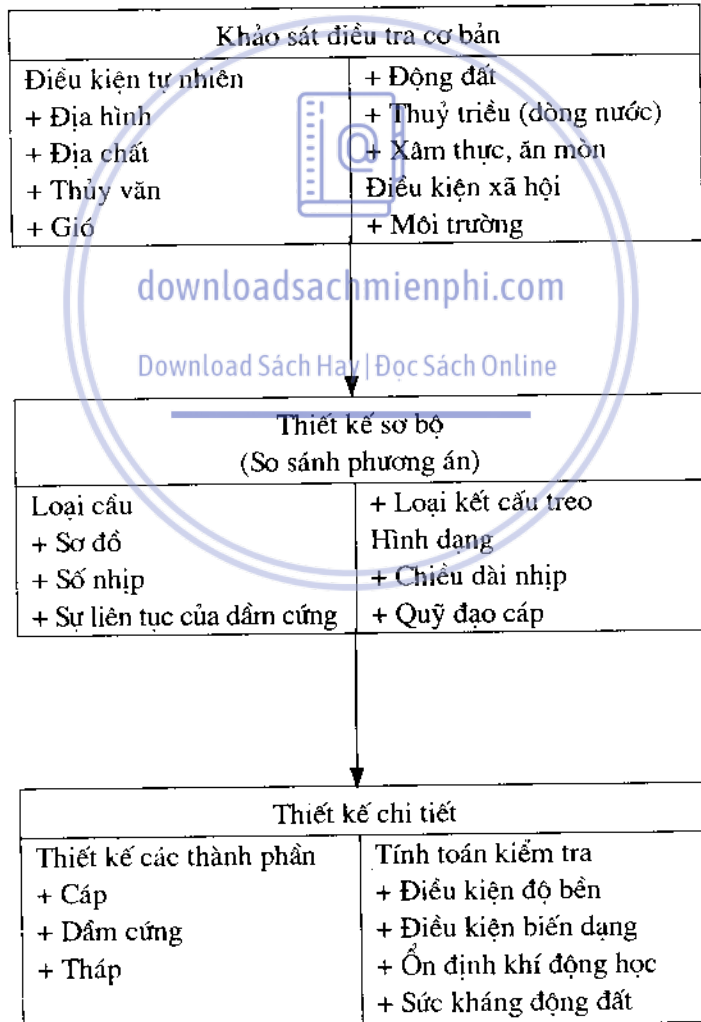 Khảo sát điều tra cơ bản
Điều kiện tự nhiên
+ Địa hình
+ Địa chất
+ Thủy văn
+ Gió
+ Động đất
+ Thuỷ triều (dòng nước)
+ Xâm thực, ăn mòn
Điều kiện xã hội
+ Môi trường
@
downloadsachmienphi.com
Download Sách Hay | Đọc Sách Online
Thiết kế sơ bộ
(So sánh phương án)
Loại cầu
+ Sơ đồ
+ Số nhịp
+ Sự liên tục của dầm cứng
+ Loại kết cấu treo
Hình dạng
+ Chiều dài nhịp
+ Quỹ đạo cáp
Thiết kế chi tiết
Thiết kế các thành phần
+ Cáp
+ Dầm cứng
+ Tháp
Tính toán kiểm tra
+ Điều kiện độ bền
+ Điều kiện biến dạng
+ Ổn định khí động học
+ Sức kháng động đất